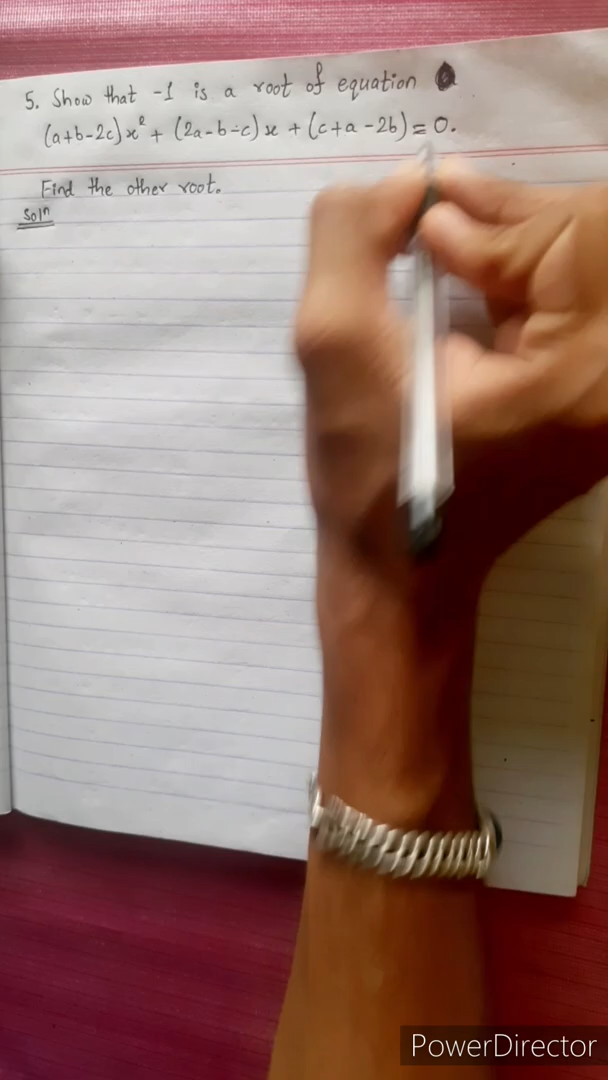 5. Show that -1 is a root of equation
(a+b-2c)x² + (2a-b-c)x + (c+a-2b)=0.
Find the other root.
Solⁿ
PowerDirector